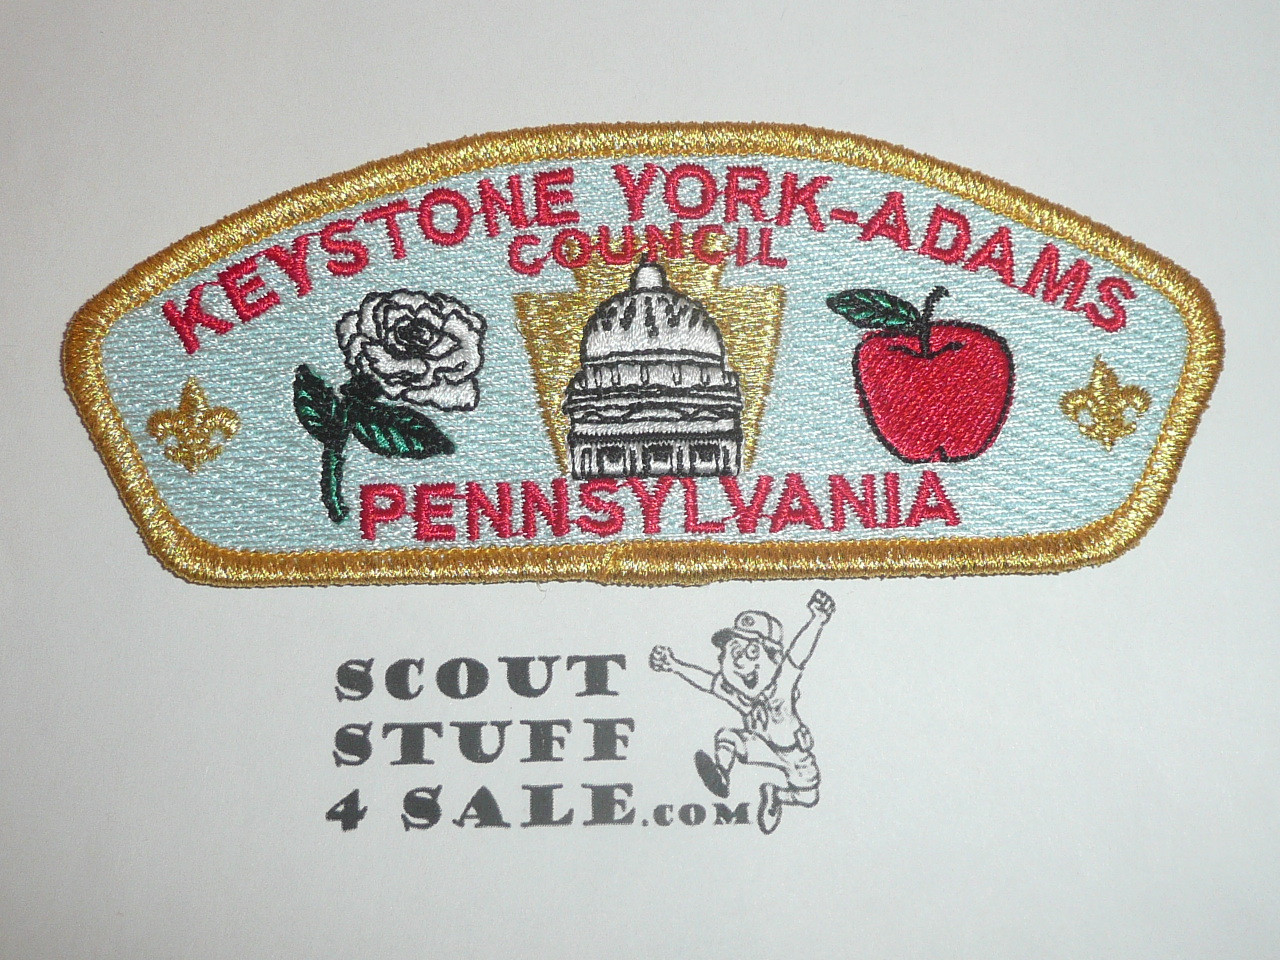 KEYSTONE YORK-ADAMS
COUNCIL
PENNSYLVANIA
SCOUT
STUFF
4 SALE.COM